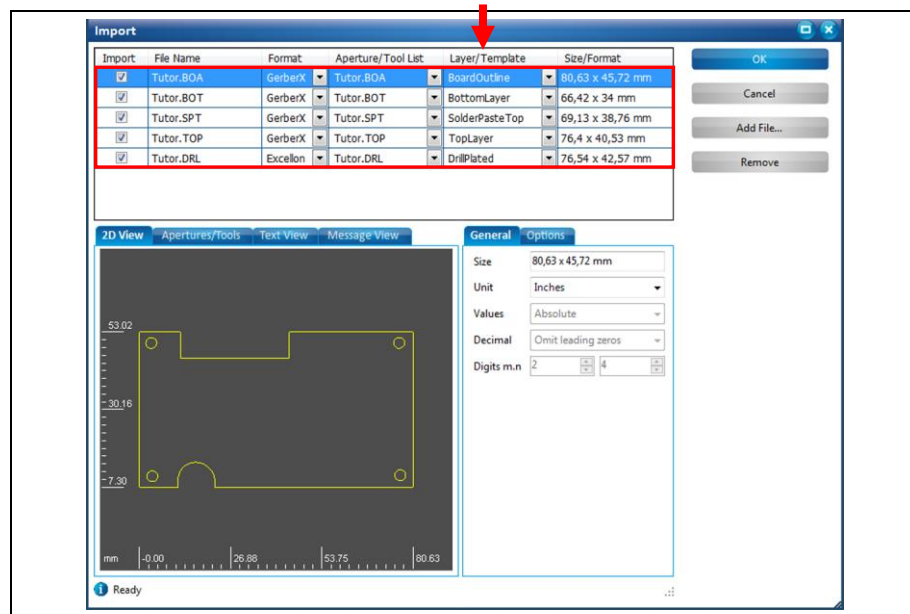 Import
Import File Name Format Aperture/Tool List Layer/Template Size/Format
Tutor.BOA GerberX Tutor.BOA BoardOutline 80,63 x 45,72 mm
Tutor.BOT GerberX Tutor.BOT BottomLayer 66,42 x 34 mm
Tutor.SPT GerberX Tutor.SPT SolderPasteTop 69,13 x 38,76 mm
Tutor.TOP GerberX Tutor.TOP TopLayer 76,4 x 40,53 mm
Tutor.DRL Excellon Tutor.DRL DrillPlated 76,54 x 42,57 mm
OK
Cancel
Add File...
Remove
2D View Apertures/Tools Text View Message View
53.02
30.16
-7.30
mm -0.00 26.88 53.75 80.63
General Options
Size 80,63 x 45,72 mm
Unit Inches
Values Absolute
Decimal Omit leading zeros
Digits m.n 2 4
Ready